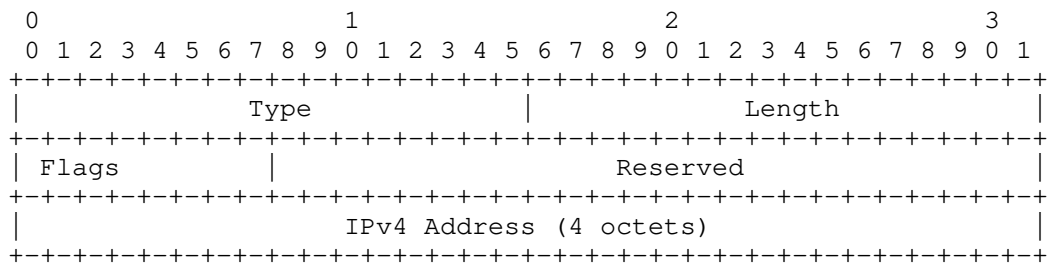 0                   1                   2                   3
 0 1 2 3 4 5 6 7 8 9 0 1 2 3 4 5 6 7 8 9 0 1 2 3 4 5 6 7 8 9 0 1
+-+-+-+-+-+-+-+-+-+-+-+-+-+-+-+-+-+-+-+-+-+-+-+-+-+-+-+-+-+-+-+-+
|              Type             |             Length            |
+-+-+-+-+-+-+-+-+-+-+-+-+-+-+-+-+-+-+-+-+-+-+-+-+-+-+-+-+-+-+-+-+
| Flags         |                     Reserved                  |
+-+-+-+-+-+-+-+-+-+-+-+-+-+-+-+-+-+-+-+-+-+-+-+-+-+-+-+-+-+-+-+-+
|                    IPv4 Address (4 octets)                    |
+-+-+-+-+-+-+-+-+-+-+-+-+-+-+-+-+-+-+-+-+-+-+-+-+-+-+-+-+-+-+-+-+